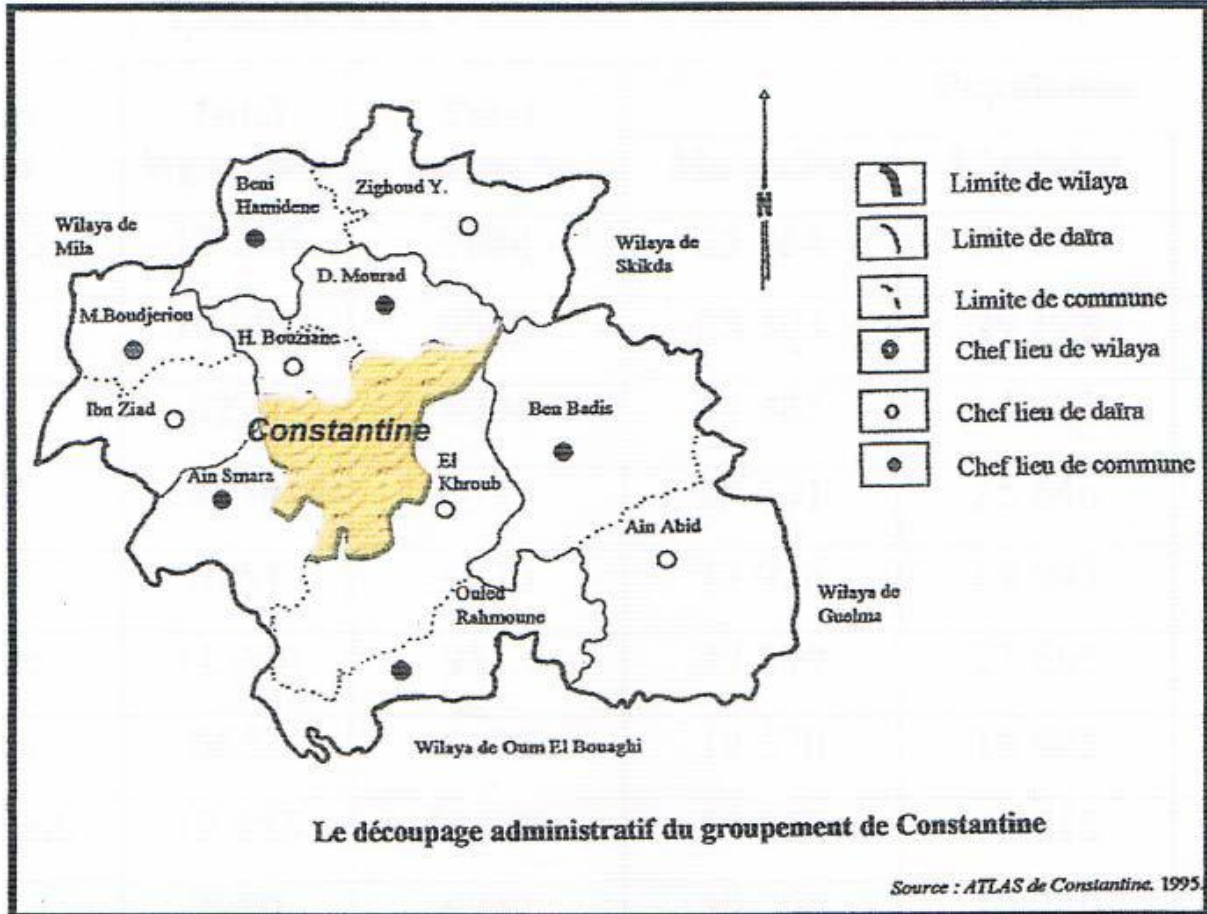 Beni
Hamidene
Zighoud Y.
Wilaya de
Mila
Wilaya de
Skikda
N
D. Mourad
M.Boudjeriou
H. Bouziane
Ibn Ziad
Constantine
Ben Badis
Ain Smara
El
Khroub
Ain Abid
Ouled
Rahmoune
Wilaya de
Guelma
Wilaya de Oum El Bouaghi
Limite de wilaya
Limite de daïra
Limite de commune
Chef lieu de wilaya
Chef lieu de daïra
Chef lieu de commune
Le découpage administratif du groupement de Constantine
Source : ATLAS de Constantine. 1995.